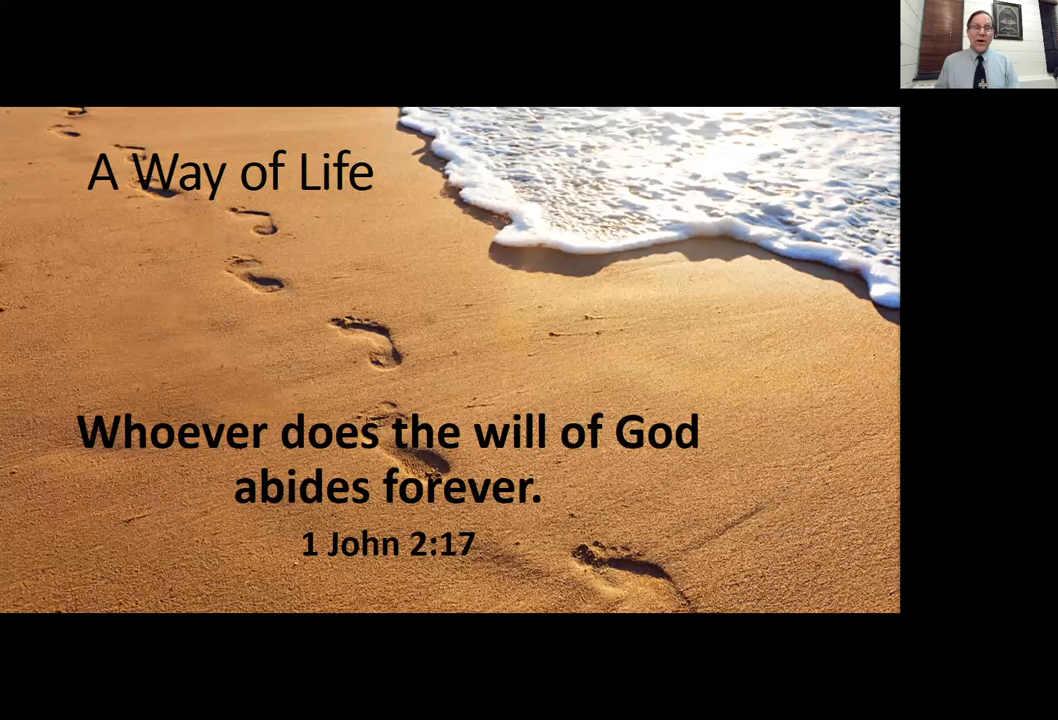 A Way of Life
Whoever does the will of God
abides forever.
1 John 2:17